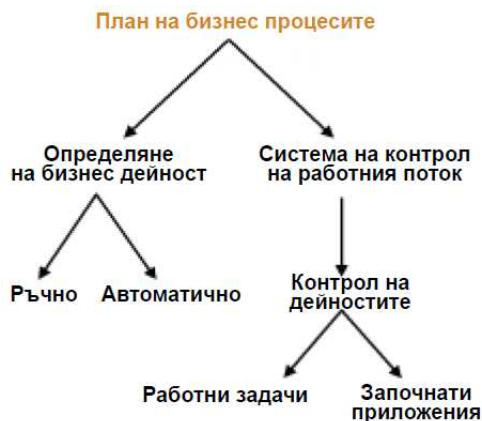 План на бизнес процесите
Определяне
на бизнес дейност
Система на контрол
на работния поток
Ръчно
Автоматично
Контрол на
дейностите
Работни задачи
Започнати
приложения